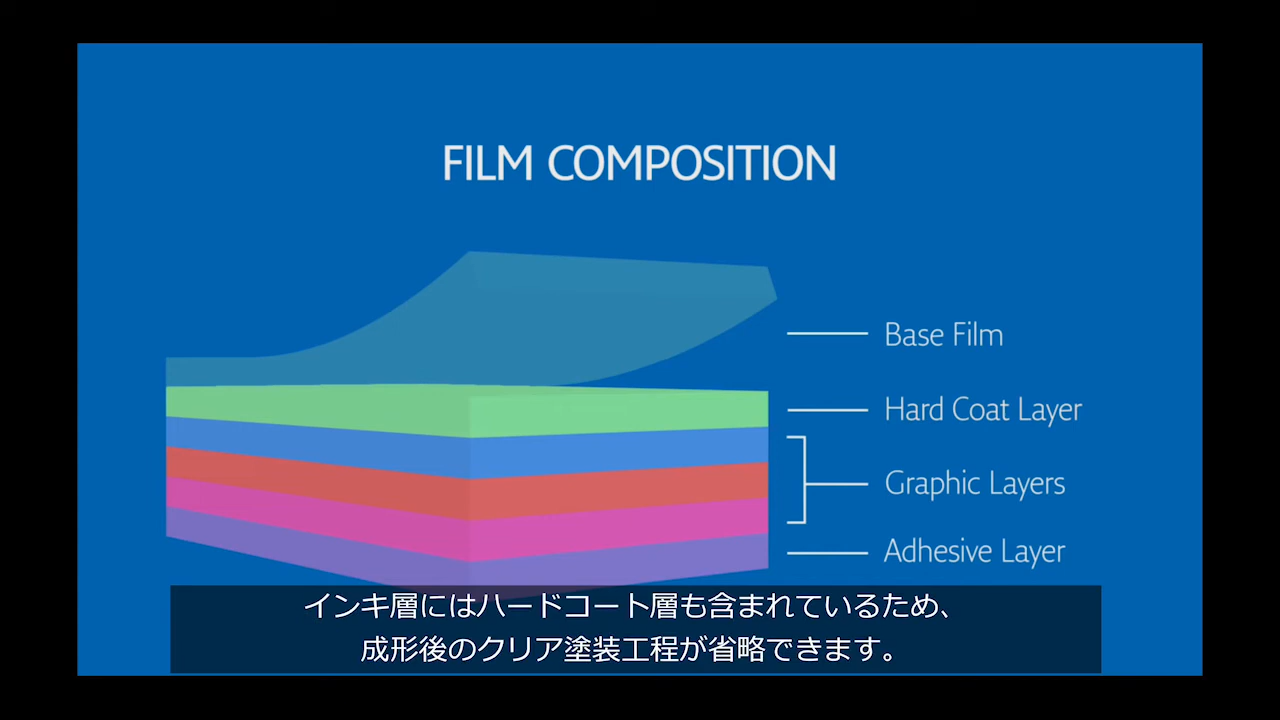 FILM COMPOSITION
Base Film
Hard Coat Layer
Graphic Layers
Adhesive Layer
インキ層にはハードコート層も含まれているため、
成形後のクリア塗装工程が省略できます。